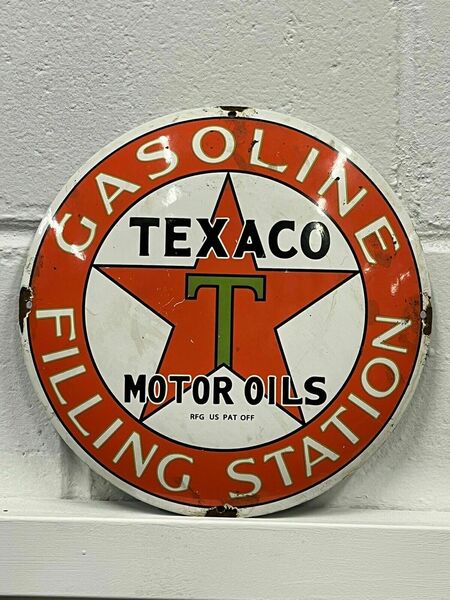 GASOLINE
TEXACO
T
MOTOR OILS
RFG US PAT OFF
FILLING STATION